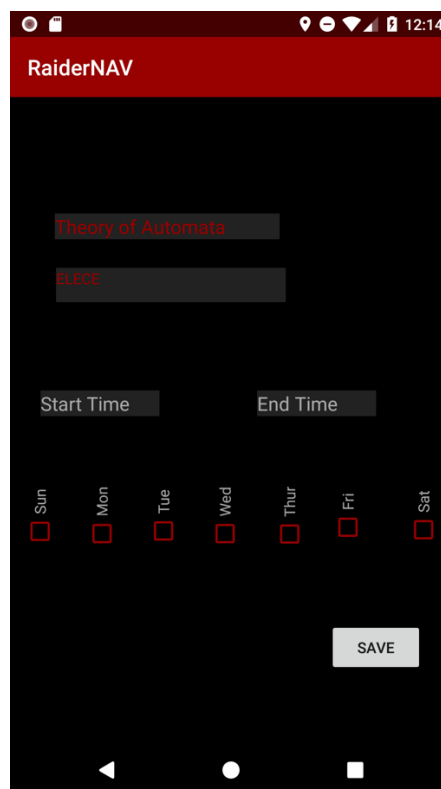 12:14
RaiderNAV
Theory of Automata
ELECE
Start Time End Time
Sun Mon Tue Wed Thur Fri Sat
SAVE